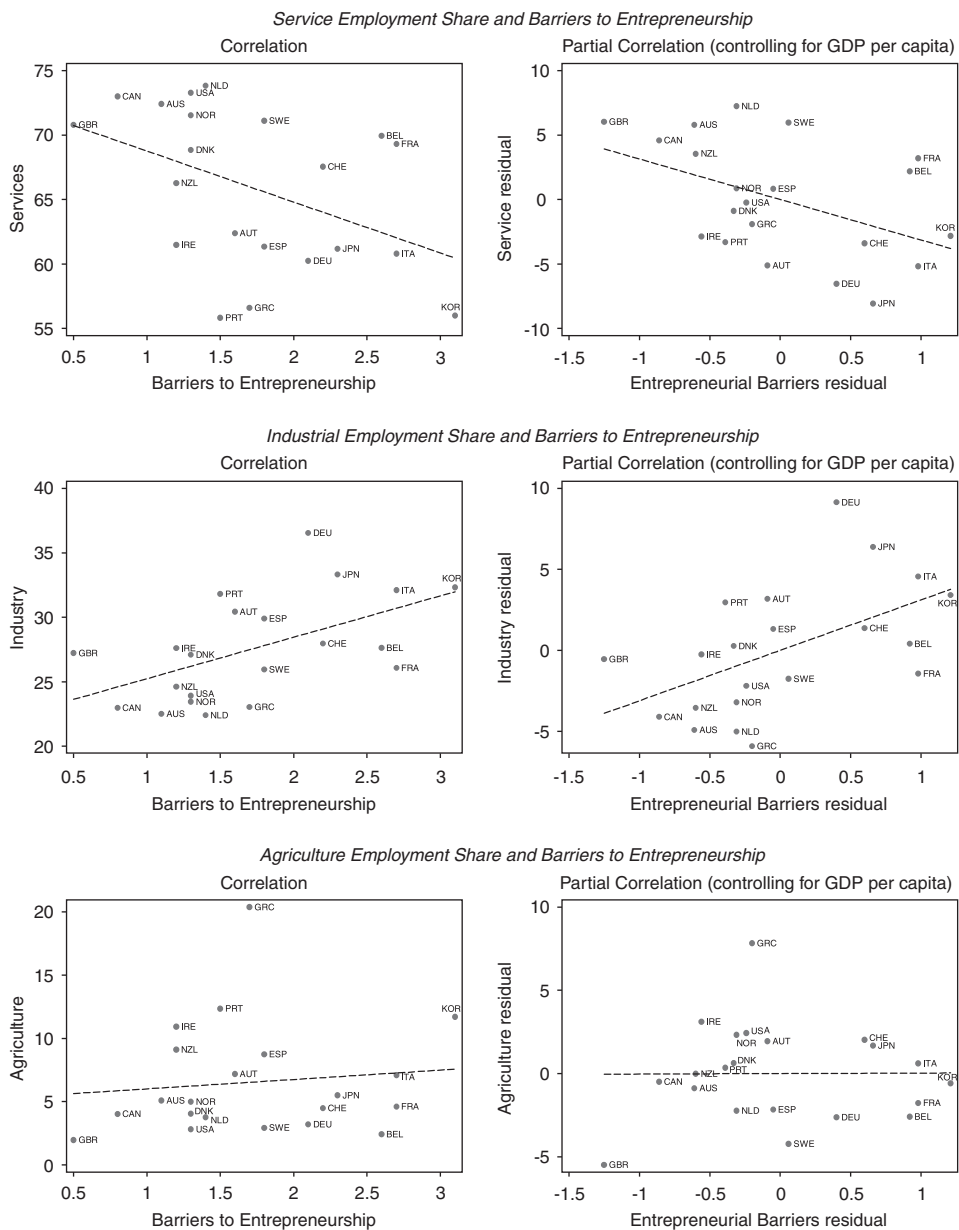 Service Employment Share and Barriers to Entrepreneurship
Correlation
Partial Correlation (controlling for GDP per capita)
75
70
65
60
55
Services
GBR
CAN
AUS
USA
NLD
NOR
DNK
NZL
IRE
AUT
PRT
GRC
SWE
ESP
DEU
CHE
JPN
BEL
FRA
ITA
KOR
0.5 1 1.5 2 2.5 3
Barriers to Entrepreneurship
10
5
0
-5
-10
Service residual
GBR
CAN
AUS
NZL
NLD
SWE
NOR
ESP
USA
DNK
GRC
IRE
PRT
AUT
FRA
BEL
KOR
CHE
ITA
DEU
JPN
-1.5 -1 -0.5 0 0.5 1
Entrepreneurial Barriers residual
Industrial Employment Share and Barriers to Entrepreneurship
Correlation
Partial Correlation (controlling for GDP per capita)
40
35
30
25
20
Industry
GBR
CAN
AUS
IRE
DNK
NZL
USA
NOR
NLD
PRT
AUT
GRC
ESP
SWE
DEU
CHE
JPN
ITA
BEL
FRA
KOR
0.5 1 1.5 2 2.5 3
Barriers to Entrepreneurship
10
5
0
-5
Industry residual
GBR
CAN
AUS
NZL
IRE
PRT
DNK
AUT
ESP
USA
SWE
NOR
NLD
GRC
DEU
JPN
ITA
KOR
CHE
BEL
FRA
-1.5 -1 -0.5 0 0.5 1
Entrepreneurial Barriers residual
Agriculture Employment Share and Barriers to Entrepreneurship
Correlation
Partial Correlation (controlling for GDP per capita)
20
15
10
5
0
Agriculture
GBR
CAN
AUS
IRE
NZL
NOR
DNK
NLD
USA
PRT
GRC
AUT
ESP
SWE
DEU
CHE
JPN
ITA
FRA
BEL
KOR
0.5 1 1.5 2 2.5 3
Barriers to Entrepreneurship
10
5
0
-5
Agriculture residual
GBR
CAN
AUS
NZL
IRE
GRC
USA
NOR
AUT
DNK
PRT
NLD
ESP
SWE
DEU
CHE
JPN
ITA
KOR
FRA
BEL
-1.5 -1 -0.5 0 0.5 1
Entrepreneurial Barriers residual